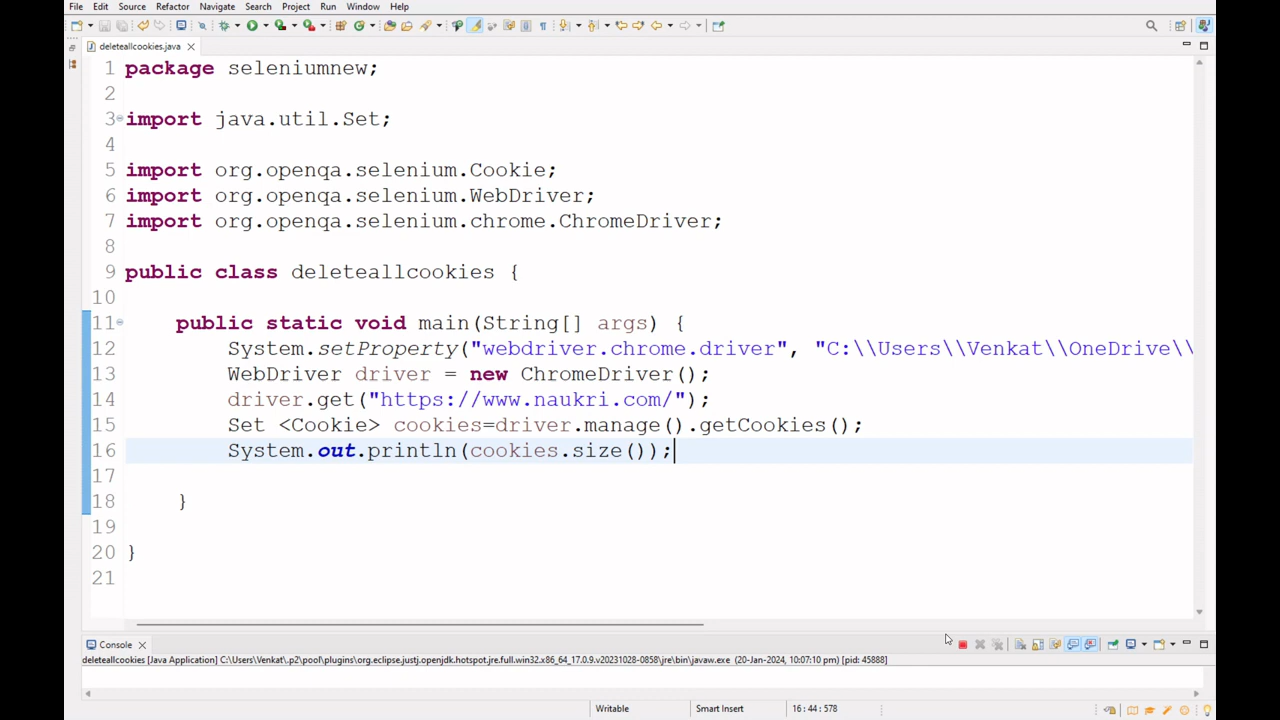 File Edit Source Refactor Navigate Search Project Run Window Help
deleteallcookies.java
1 package seleniumnew;
2
3 import java.util.Set;
4
5 import org.openqa.selenium.Cookie;
6 import org.openqa.selenium.WebDriver;
7 import org.openqa.selenium.chrome.ChromeDriver;
8
9 public class deleteallcookies {
10
11 public static void main(String[] args) {
12 System.setProperty("webdriver.chrome.driver", "C:\\Users\\Venkat\\OneDrive\\
13 WebDriver driver = new ChromeDriver();
14 driver.get("https://www.naukri.com/");
15 Set <Cookie> cookies=driver.manage().getCookies();
16 System.out.println(cookies.size());
17
18 }
19
20 }
21
Console
deleteallcookies [Java Application] C:\Users\Venkat\.p2\pool\plugins\org.eclipse.justj.openjdk.hotspot.jre.full.win32.x86_64_17.0.9.v20231028-0858\jre\bin\javaw.exe (20-Jan-2024, 10:07:10 pm) [pid: 45888]
Writable Smart Insert 16 : 44 : 578